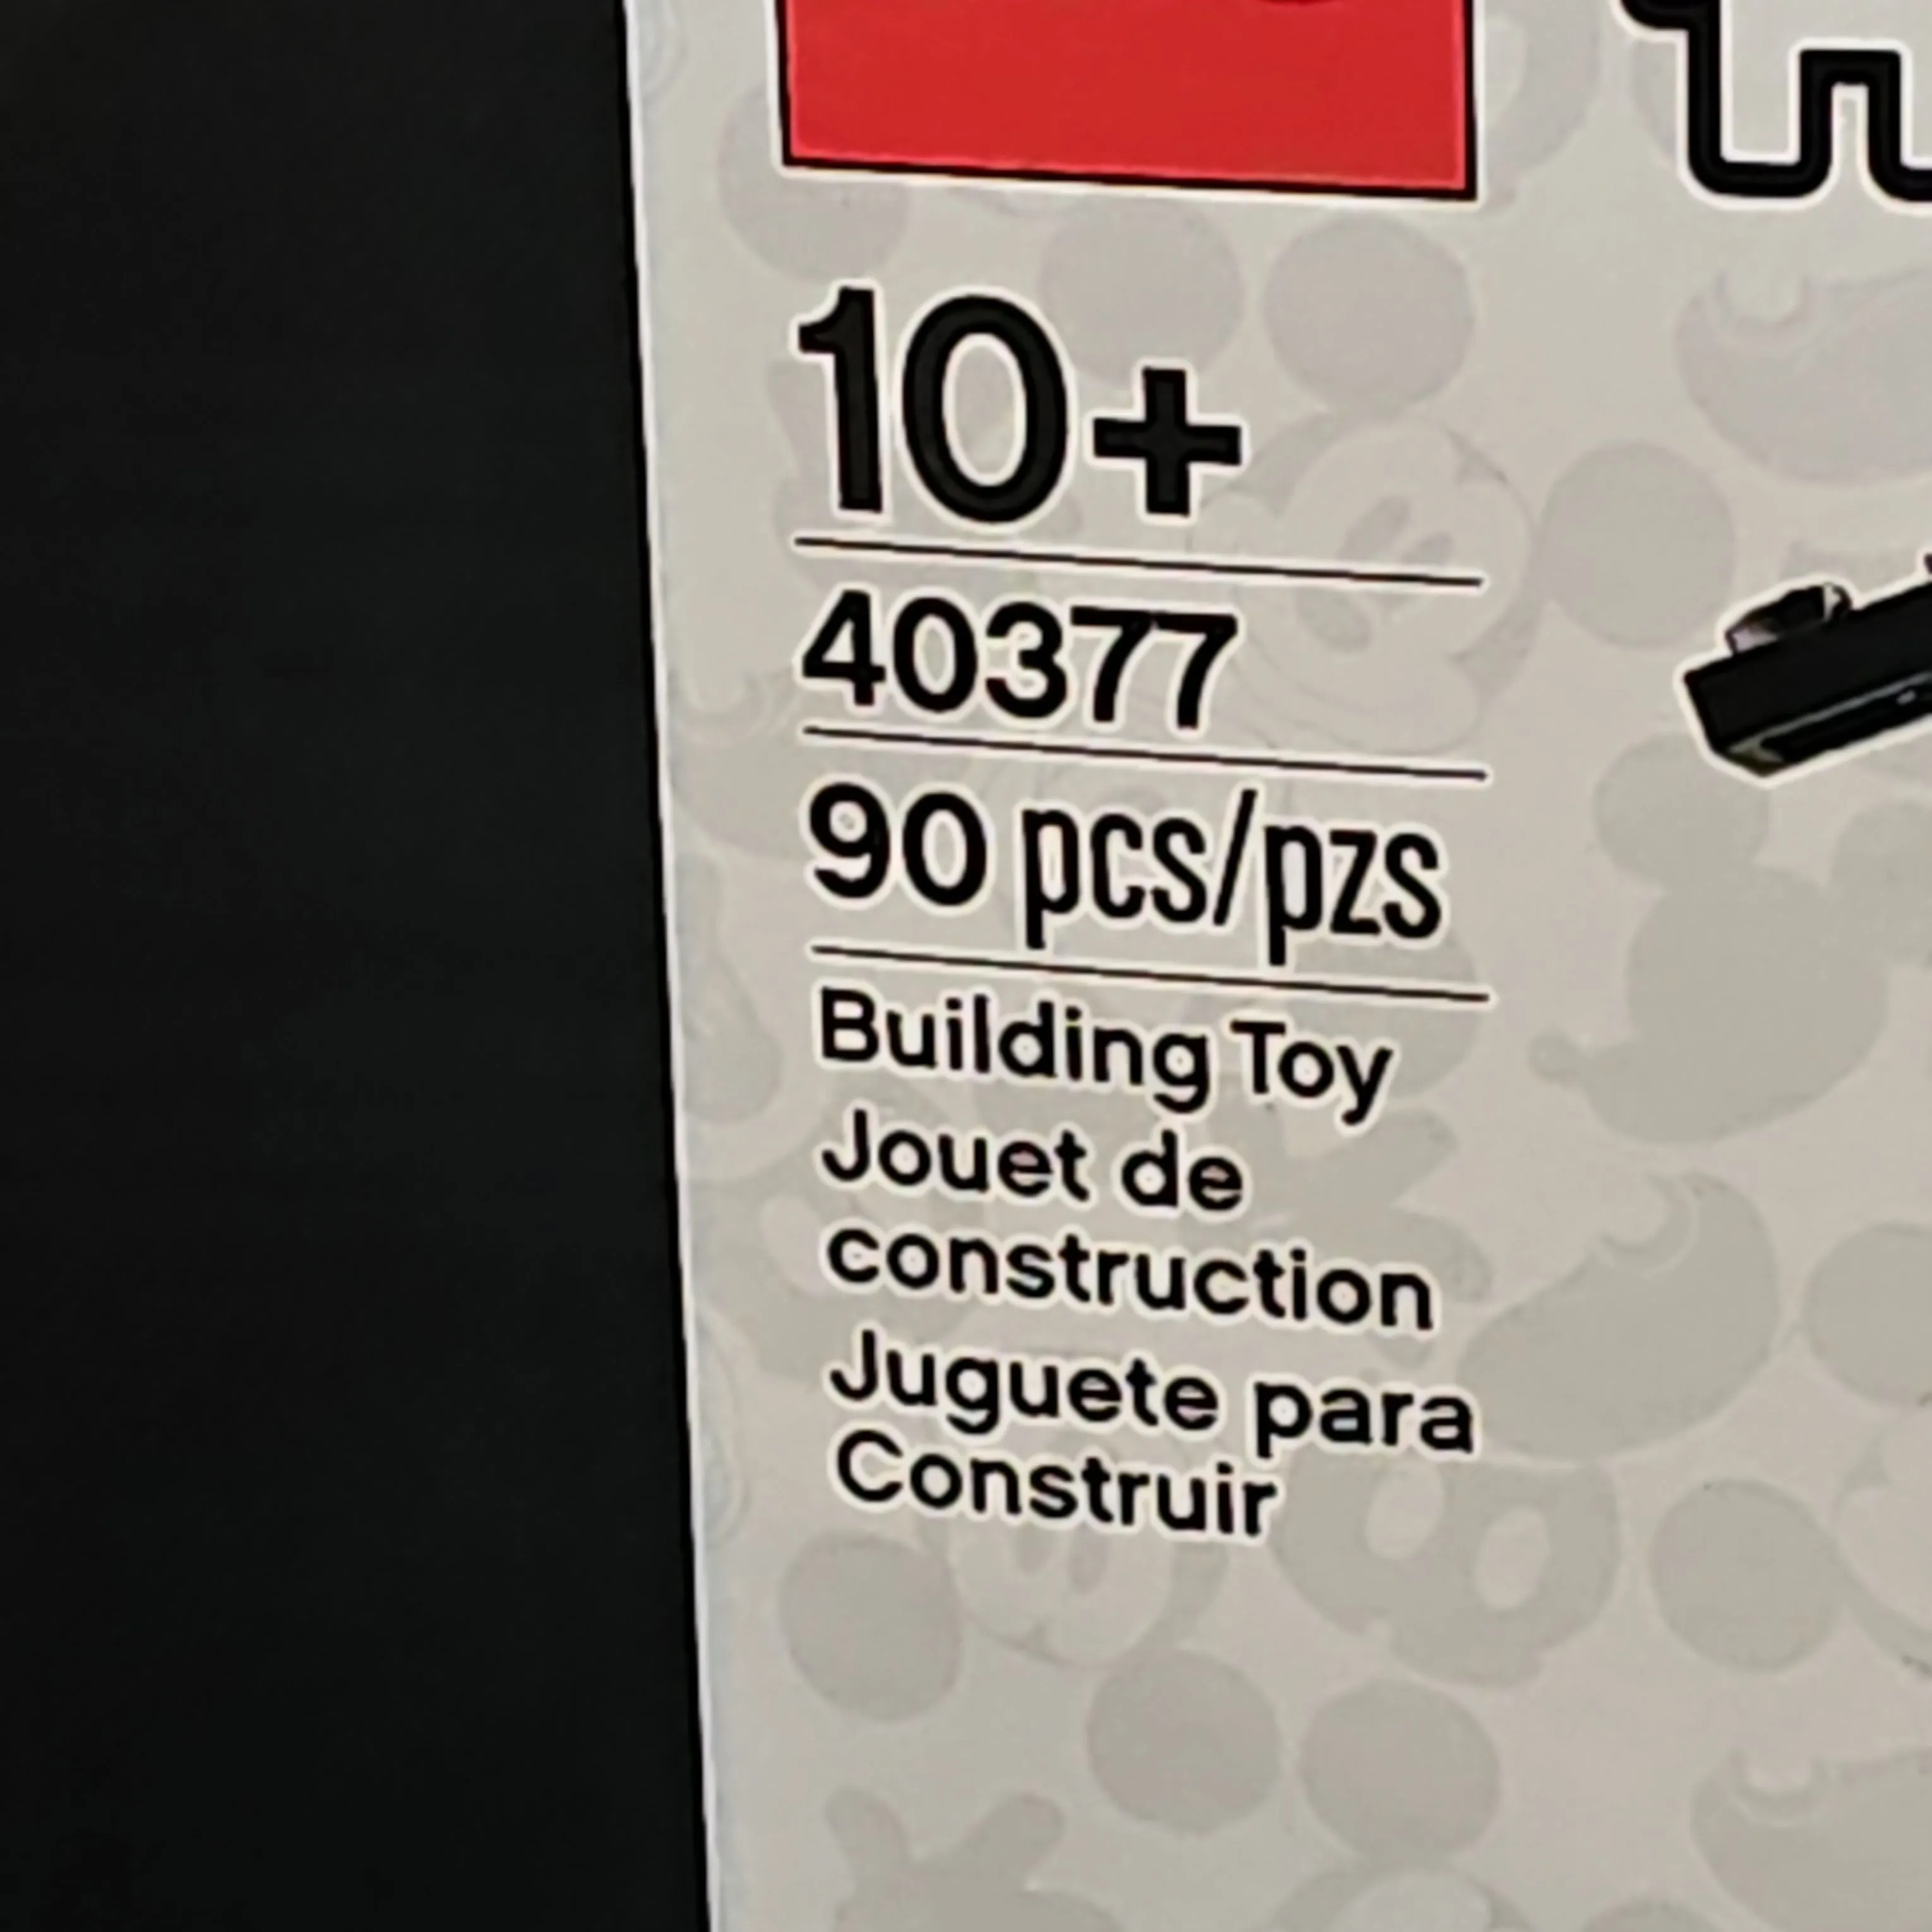 10+
40377
90 pcs/pzs
Building Toy
Jouet de
construction
Juguete para
Construir